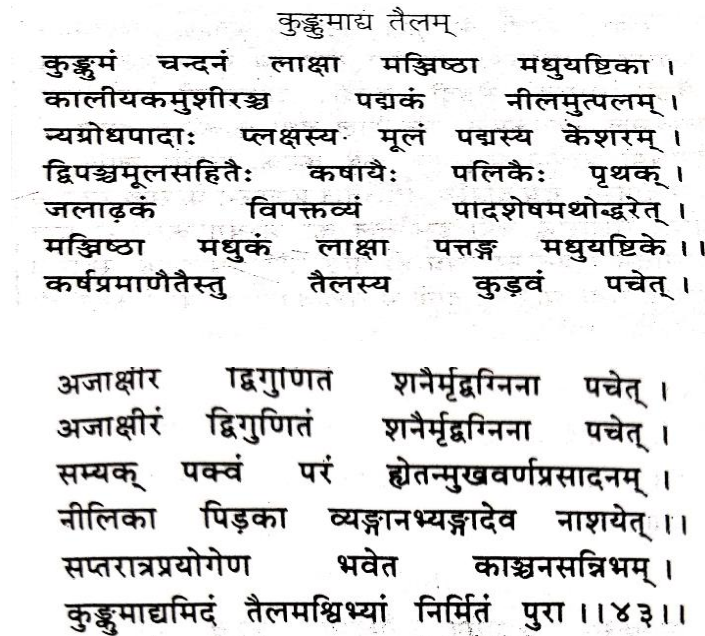 कुङ्कुमाद्य तैलम्
कुङ्कुमं चन्दनं लाक्षा मञ्जिष्ठा मधुयष्टिका ।
कालीयकमुशीरञ्च पद्मकं नीलमुत्पलम् ।
न्यग्रोधपादाः प्लक्षस्य मूलं पद्मस्य केशरम् ।
द्विपञ्चमूलसहितैः कषायैः पलिकैः पृथक् ।
जलाढ़कं विपक्तव्यं पादशेषमथोद्धरेत् ।
मञ्जिष्ठा मधुकं लाक्षा पत्तङ्ग मधुयष्टिके ।।
कर्षप्रमाणैतैस्तु तैलस्य कुड़वं पचेत् ।
अजाक्षीर द्विगुणित शनैर्मृद्वग्निना पचेत् ।
अजाक्षीरं द्विगुणितं शनैर्मृद्वग्निना पचेत् ।
सम्यक् पक्वं परं ह्येतन्मुखवर्णप्रसादनम् ।
नीलिका पिड़का व्यङ्गानभ्यङ्गादेव नाशयेत् ।।
सप्तरात्रप्रयोगेण भवेत काञ्चनसन्निभम् ।
कुङ्कुमाद्यमिदं तैलमश्विभ्यां निर्मितं पुरा ।।४३।।